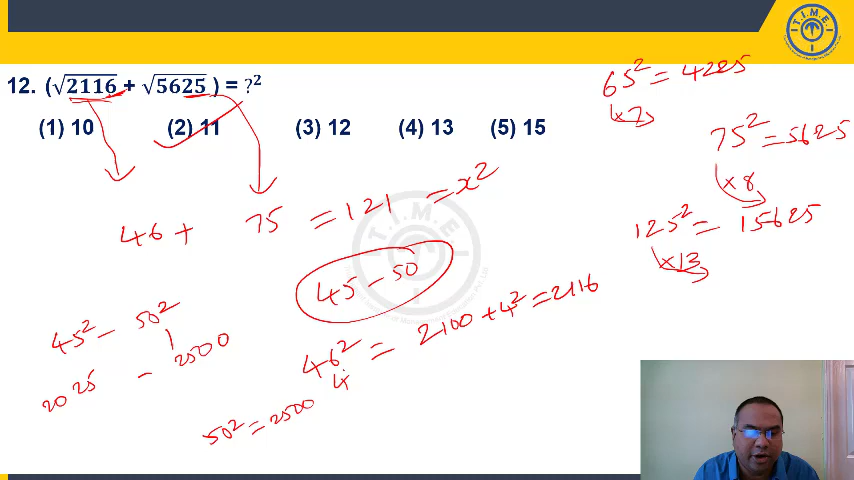 T.I.M.E.
12. (√2116 + √5625 ) = ?²
(1) 10 (2) 11 (3) 12 (4) 13 (5) 15
65² = 4225
×7
75² = 5625
×8
125² = 15625
×13
46 + 75 = 121 = x²
45 – 50
45² – 50²
2025 – 2500
46² = 2100 + 4² = 2116
4
50² = 2500
T.I.M.E.